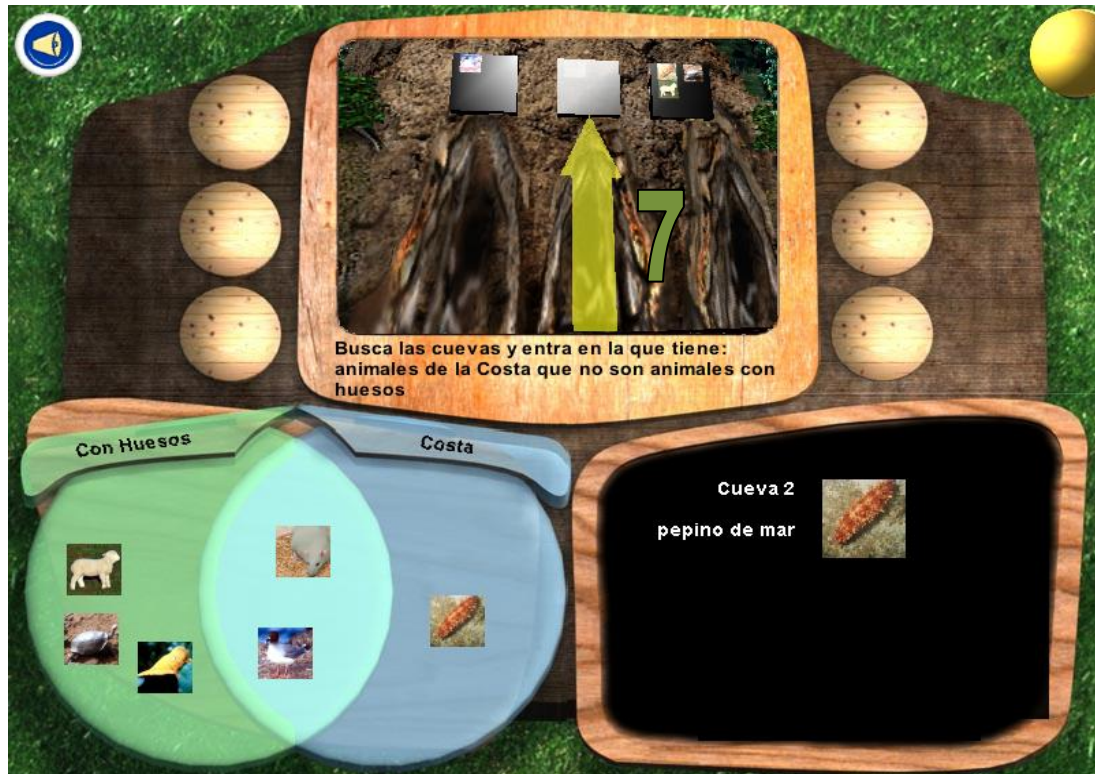 7
Busca las cuevas y entra en la que tiene:
animales de la Costa que no son animales con
huesos
Con Huesos
Costa
Cueva 2
pepino de mar